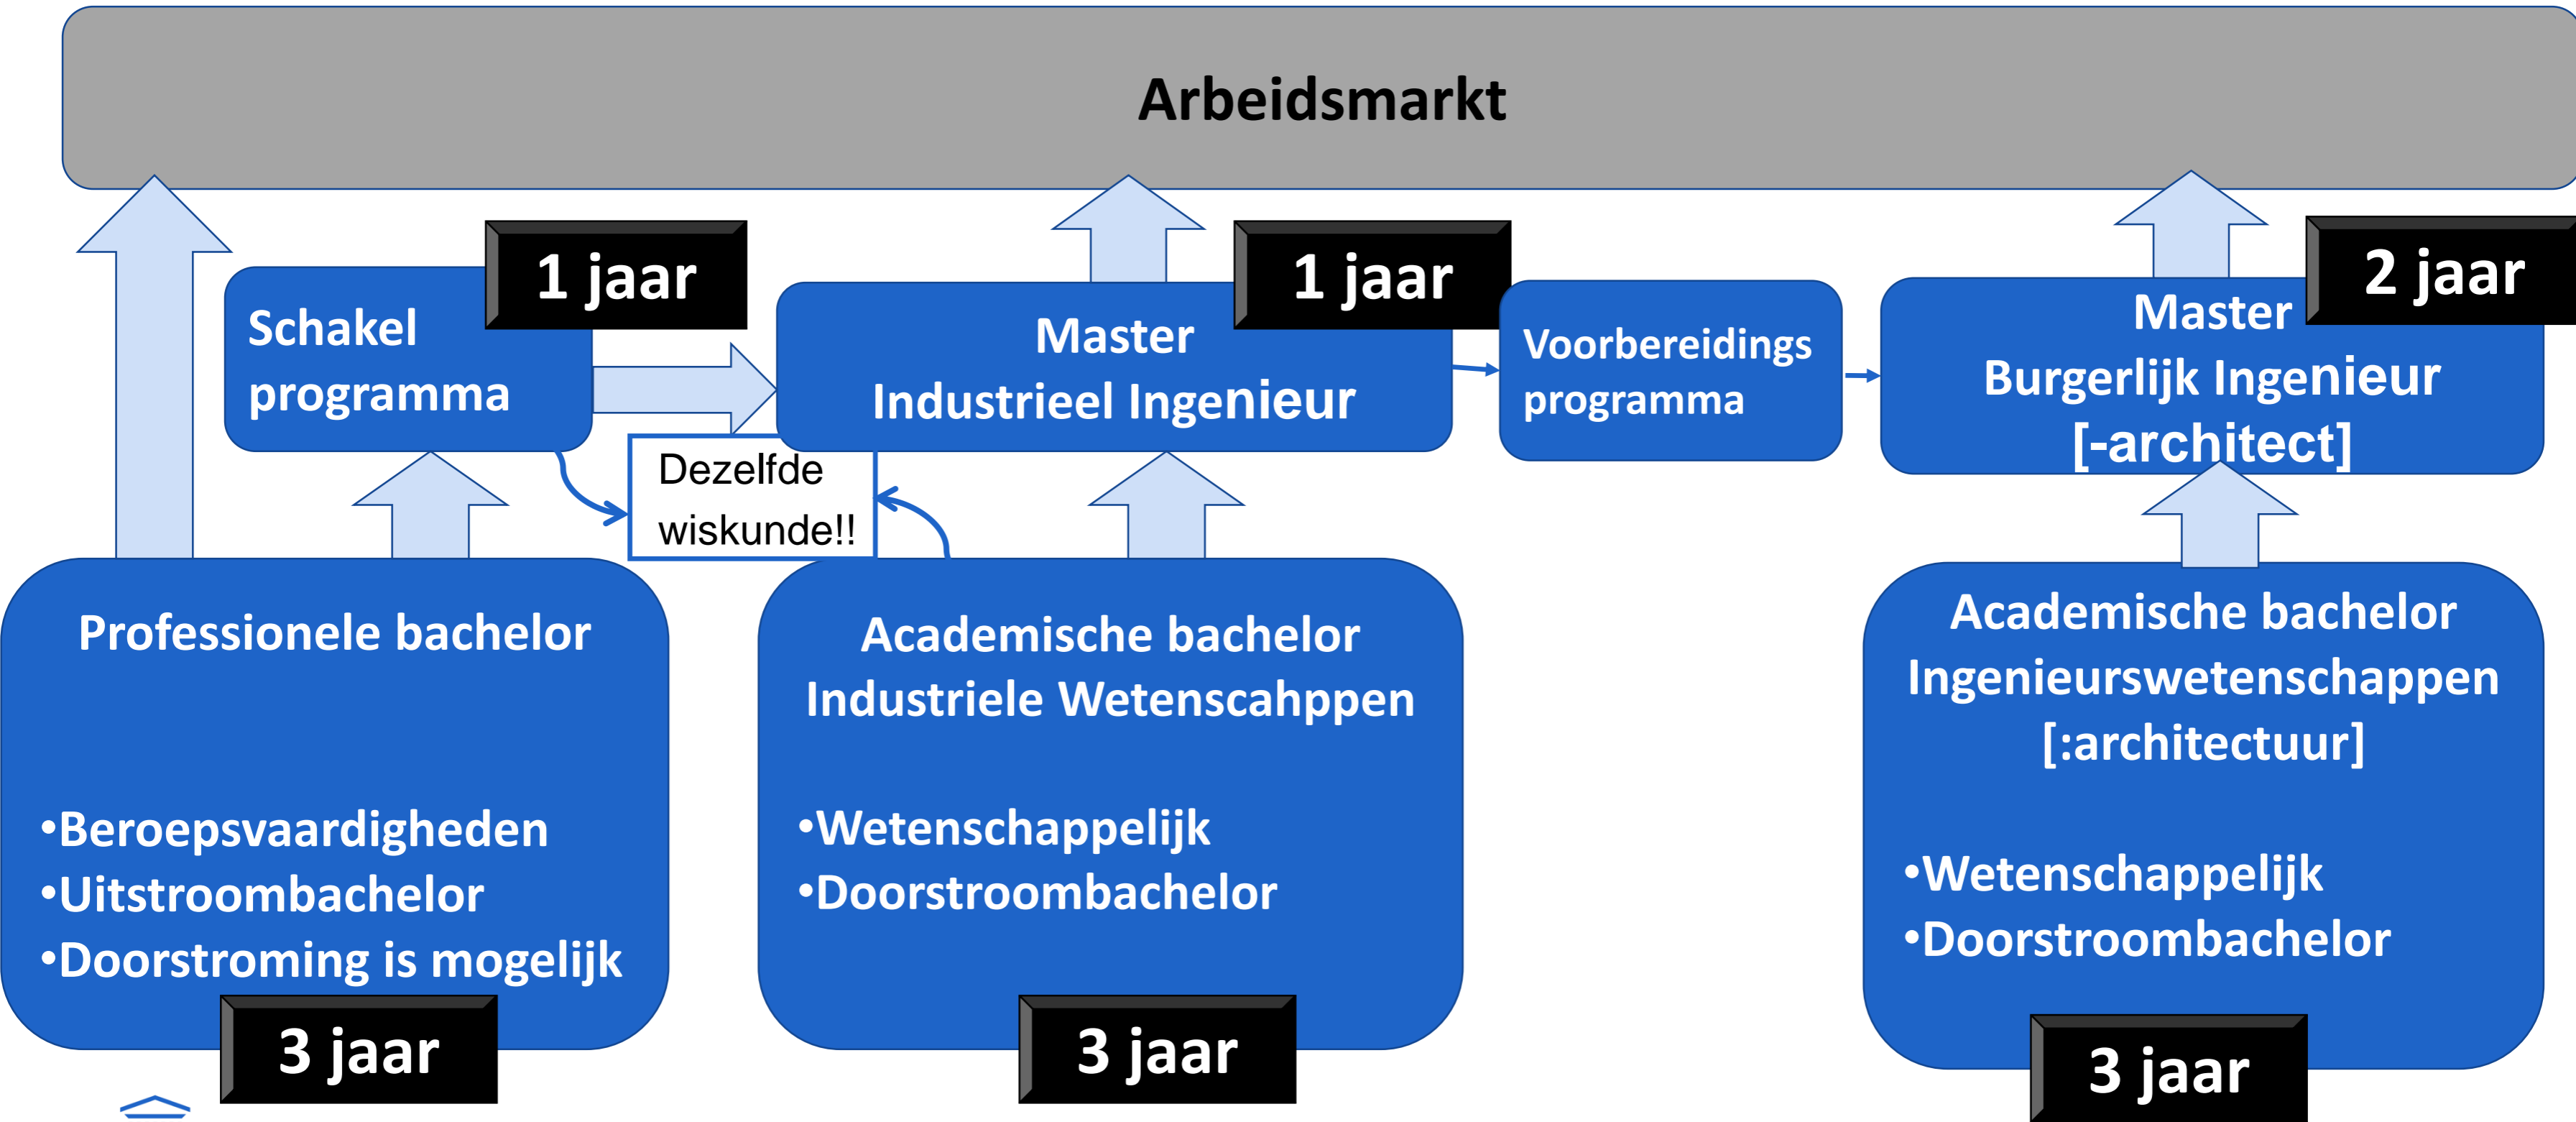 Arbeidsmarkt
1 jaar
1 jaar
2 jaar
Schakel
programma
Master
Industrieel Ingenieur
Voorbereidings
programma
Master
Burgerlijk Ingenieur
[-architect]
Dezelfde
wiskunde!!
Professionele bachelor
•Beroepsvaardigheden
•Uitstroombachelor
•Doorstroming is mogelijk
3 jaar
Academische bachelor
Industriele Wetenscahppen
•Wetenschappelijk
•Doorstroombachelor
3 jaar
Academische bachelor
Ingenieurswetenschappen
[:architectuur]
•Wetenschappelijk
•Doorstroombachelor
3 jaar